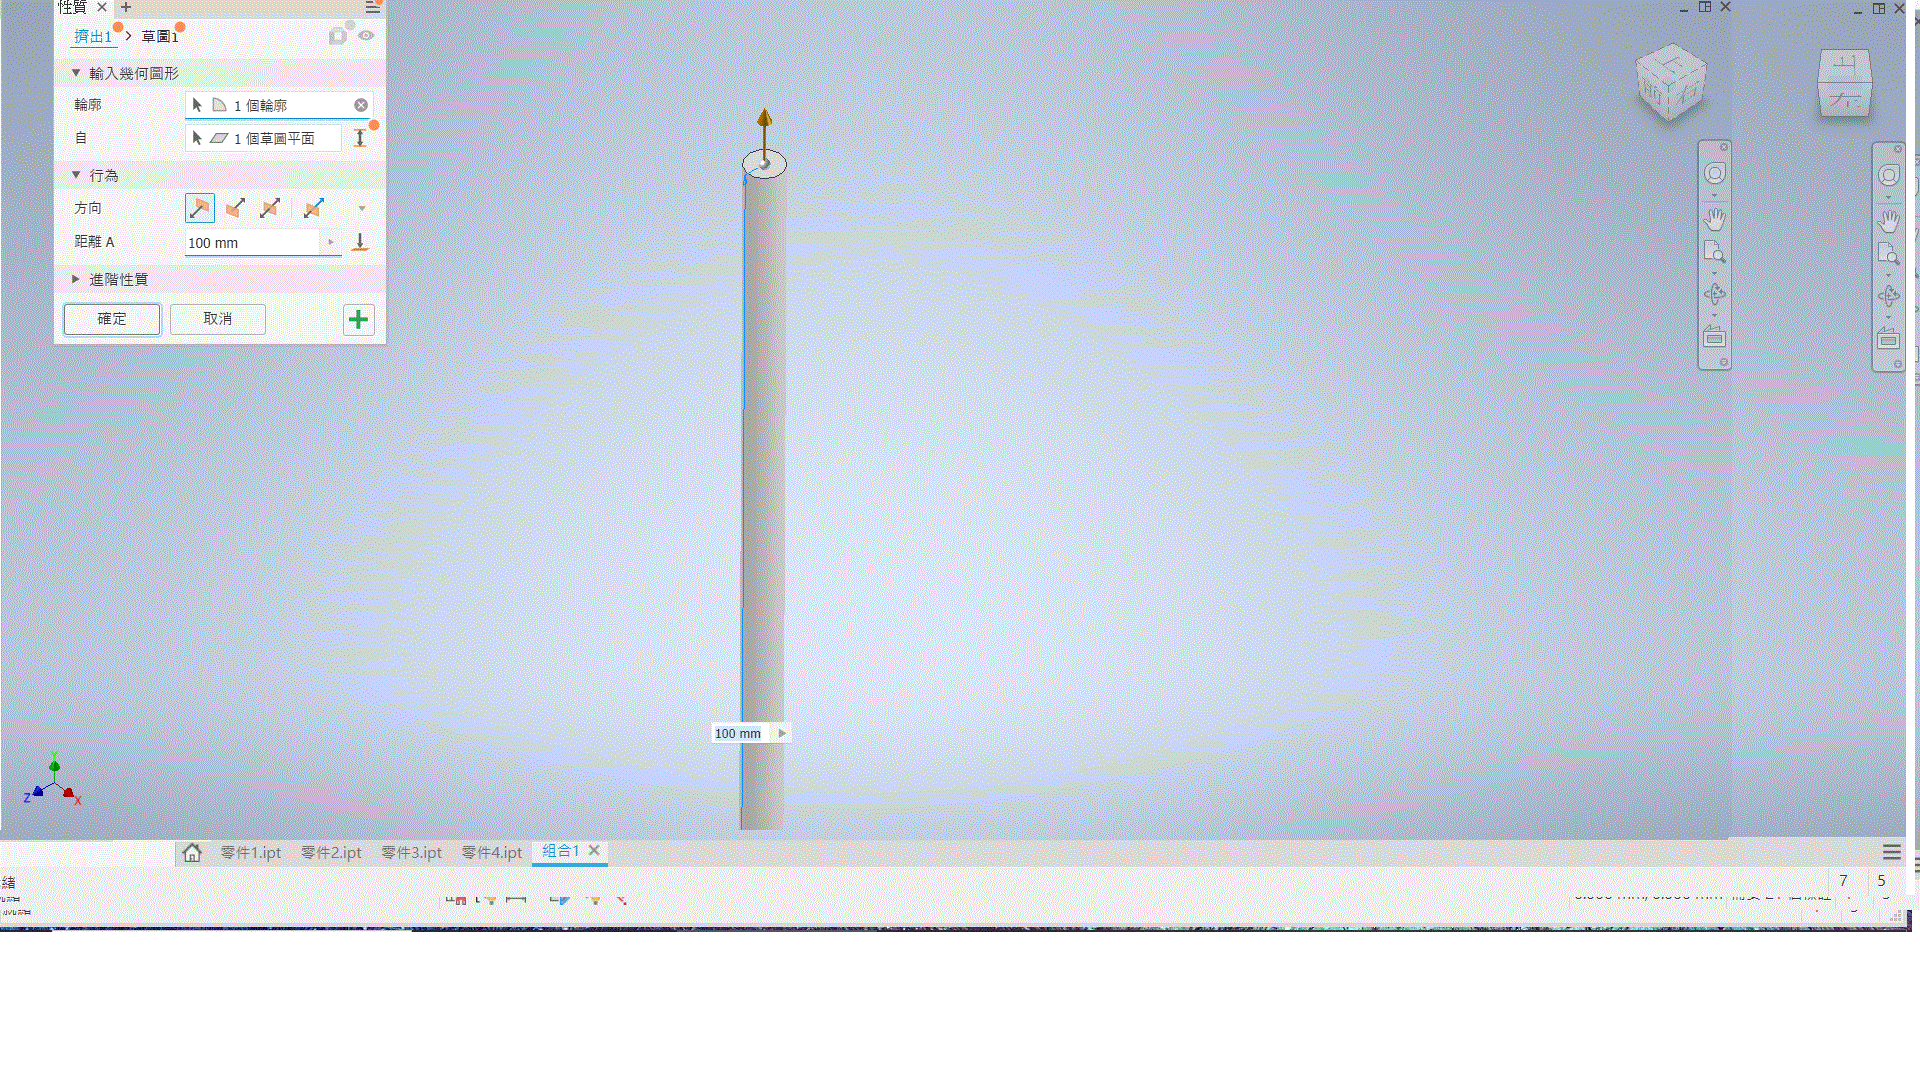 性質
擠出1 > 草圖1
輸入幾何圖形
輪廓
1 個輪廓
自
1 個草圖平面
行為
方向
距離 A
100 mm
進階性質
確定
取消
100 mm
Y
Z
X
零件1.ipt
零件2.ipt
零件3.ipt
零件4.ipt
組合1
緒
7
5